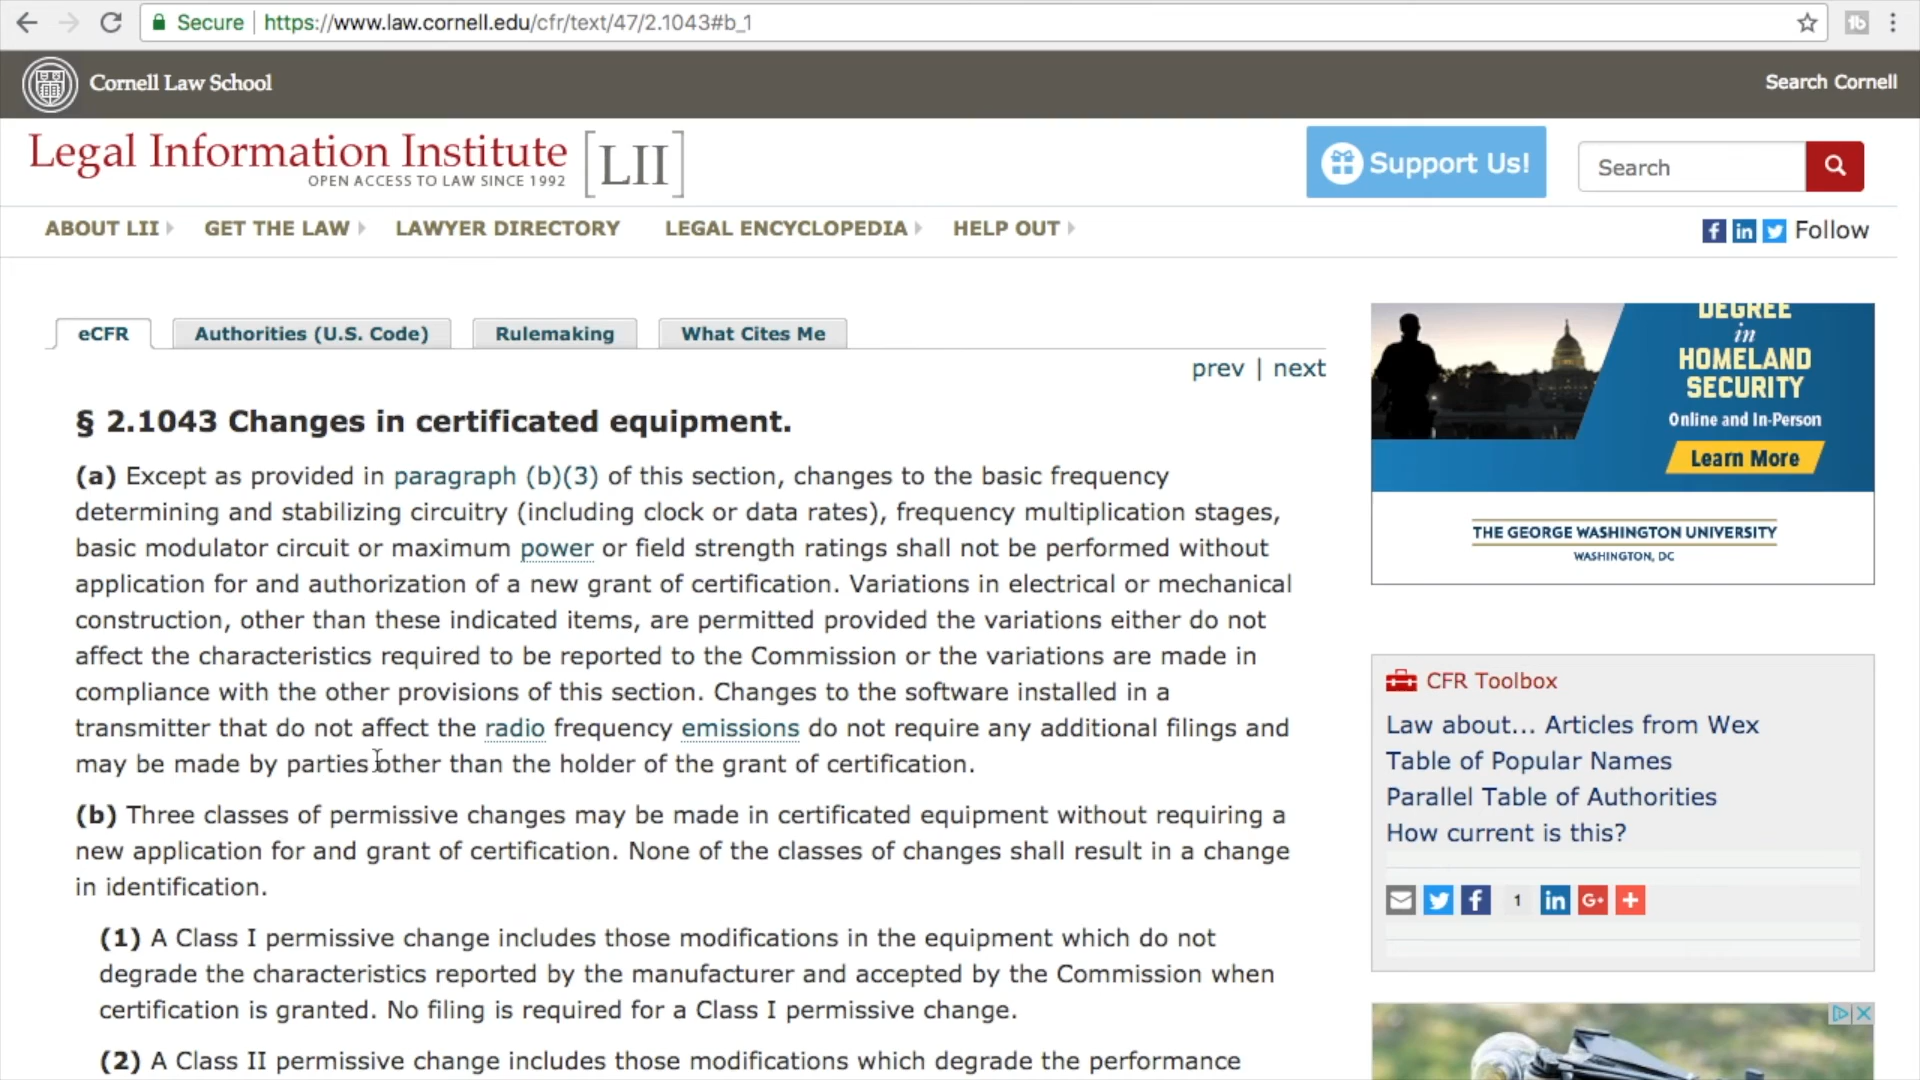 Secure | https://www.law.cornell.edu/cfr/text/47/2.1043#b_1
Cornell Law School
Search Cornell
Legal Information Institute [LII]
OPEN ACCESS TO LAW SINCE 1992
Support Us!
Search
ABOUT LII GET THE LAW LAWYER DIRECTORY LEGAL ENCYCLOPEDIA HELP OUT
Follow
eCFR Authorities (U.S. Code) Rulemaking What Cites Me
prev | next
§ 2.1043 Changes in certificated equipment.
(a) Except as provided in paragraph (b)(3) of this section, changes to the basic frequency
determining and stabilizing circuitry (including clock or data rates), frequency multiplication stages,
basic modulator circuit or maximum power or field strength ratings shall not be performed without
application for and authorization of a new grant of certification. Variations in electrical or mechanical
construction, other than these indicated items, are permitted provided the variations either do not
affect the characteristics required to be reported to the Commission or the variations are made in
compliance with the other provisions of this section. Changes to the software installed in a
transmitter that do not affect the radio frequency emissions do not require any additional filings and
may be made by parties other than the holder of the grant of certification.
(b) Three classes of permissive changes may be made in certificated equipment without requiring a
new application for and grant of certification. None of the classes of changes shall result in a change
in identification.
(1) A Class I permissive change includes those modifications in the equipment which do not
degrade the characteristics reported by the manufacturer and accepted by the Commission when
certification is granted. No filing is required for a Class I permissive change.
(2) A Class II permissive change includes those modifications which degrade the performance
DEGREE
in
HOMELAND
SECURITY
Online and In-Person
Learn More
THE GEORGE WASHINGTON UNIVERSITY
WASHINGTON, DC
CFR Toolbox
Law about... Articles from Wex
Table of Popular Names
Parallel Table of Authorities
How current is this?
1